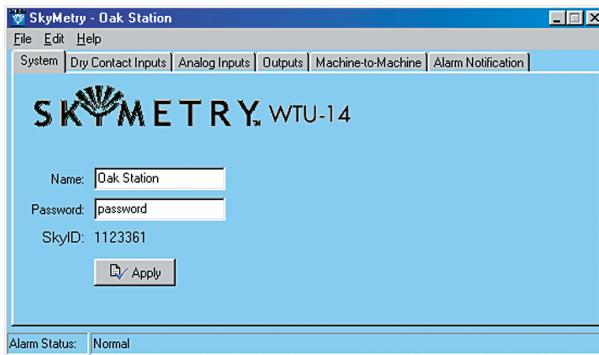 SkyMetry - Oak Station
File Edit Help
System Dry Contact Inputs Analog Inputs Outputs Machine-to-Machine Alarm Notification
SKYMETRY WTU-14
Name: Oak Station
Password: password
SkyID: 1123361
Apply
Alarm Status: Normal